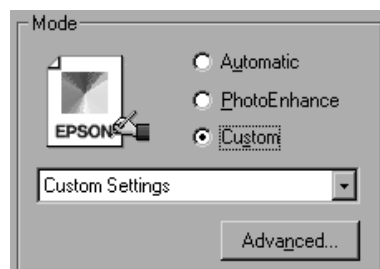 Mode
EPSON
Automatic
PhotoEnhance
Custom
Custom Settings
Advanced...